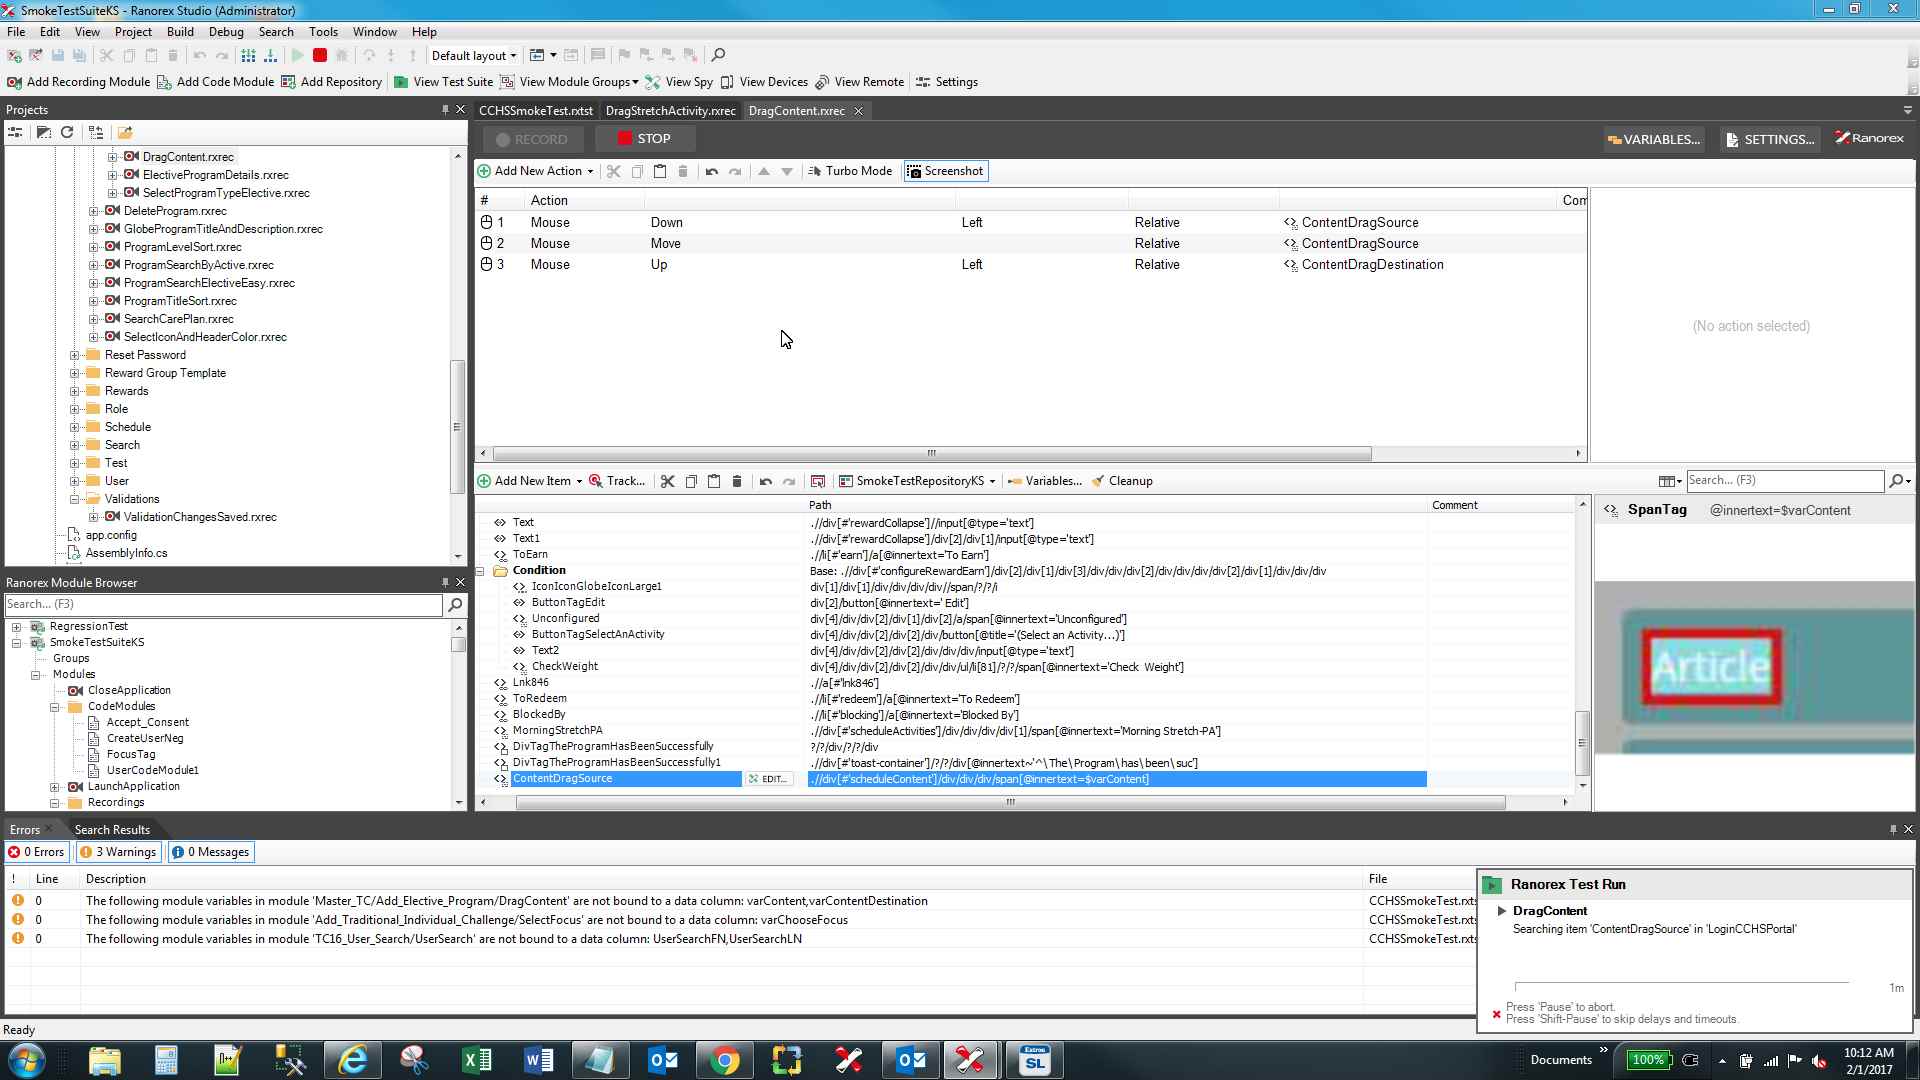 SmokeTestSuiteKS - Ranorex Studio (Administrator)
File Edit View Project Build Debug Search Tools Window Help
Default layout
Add Recording Module Add Code Module Add Repository View Test Suite View Module Groups View Spy View Devices View Remote Settings
Projects
DragContent.rxrec
ElectiveProgramDetails.rxrec
SelectProgramTypeElective.rxrec
DeleteProgram.rxrec
GlobeProgramTitleAndDescription.rxrec
ProgramLevelSort.rxrec
ProgramSearchByActive.rxrec
ProgramSearchElectiveEasy.rxrec
ProgramTitleSort.rxrec
SearchCarePlan.rxrec
SelectIconAndHeaderColor.rxrec
Reset Password
Reward Group Template
Rewards
Role
Schedule
Search
Test
User
Validations
ValidationChangesSaved.rxrec
app.config
AssemblyInfo.cs
Ranorex Module Browser
Search... (F3)
RegressionTest
SmokeTestSuiteKS
Groups
Modules
CloseApplication
CodeModules
Accept_Consent
CreateUserNeg
FocusTag
UserCodeModule1
LaunchApplication
Recordings
CCHSSmokeTest.rxtst DragStretchActivity.rxrec DragContent.rxrec
RECORD STOP VARIABLES... SETTINGS... Ranorex
Add New Action Turbo Mode Screenshot
# Action Com
1 Mouse Down Left Relative ContentDragSource
2 Mouse Move Relative ContentDragSource
3 Mouse Up Left Relative ContentDragDestination
(No action selected)
Add New Item Track... SmokeTestRepositoryKS Variables... Cleanup Search... (F3)
Path Comment
Text .//div[#'rewardCollapse']//input[@type='text']
Text1 .//div[#'rewardCollapse']/div[2]/div[1]/input[@type='text']
ToEarn .//li[#'earn']/a[@innertext='To Earn']
Condition Base: .//div[#'configureRewardEarn']/div[2]/div[1]/div[3]/div/div/div[2]/div/div/div/div[2]/div[1]/div/div/div
IconIconGlobeIconLarge1 div[1]/div[1]/div/div/div/div//span/?/?/i
ButtonTagEdit div[2]/button[@innertext=' Edit']
Unconfigured div[4]/div/div[2]/div[1]/div[2]/a/span[@innertext='Unconfigured']
ButtonTagSelectAnActivity div[4]/div/div[2]/div[2]/div/button[@title='(Select an Activity...)']
Text2 div[4]/div/div[2]/div[2]/div/div/div/input[@type='text']
CheckWeight div[4]/div/div[2]/div[2]/div/div/ul/li[81]/?/?/span[@innertext='Check  Weight']
Lnk846 .//a[#'lnk846']
ToRedeem .//li[#'redeem']/a[@innertext='To Redeem']
BlockedBy .//li[#'blocking']/a[@innertext='Blocked By']
MorningStretchPA .//div[#'scheduleActivities']/div/div/div/div[1]/span[@innertext='Morning Stretch-PA']
DivTagTheProgramHasBeenSuccessfully ?/?/div/?/?/div
DivTagTheProgramHasBeenSuccessfully1 .//div[#'toast-container']/?/?/div[@innertext~'^\ The\ Program\ has\ been\ suc']
ContentDragSource EDIT... .//div[#'scheduleContent']/div/div/div/span[@innertext=$varContent]
SpanTag @innertext=$varContent
Article
Errors Search Results
0 Errors 3 Warnings 0 Messages
! Line Description File
0 The following module variables in module 'Master_TC/Add_Elective_Program/DragContent' are not bound to a data column: varContent,varContentDestination CCHSSmokeTest.rxts
0 The following module variables in module 'Add_Traditional_Individual_Challenge/SelectFocus' are not bound to a data column: varChooseFocus CCHSSmokeTest.rxts
0 The following module variables in module 'TC16_User_Search/UserSearch' are not bound to a data column: UserSearchFN,UserSearchLN CCHSSmokeTest.rxts
Ranorex Test Run
DragContent
Searching item 'ContentDragSource' in 'LoginCCHSPortal'
1m
Press 'Pause' to abort.
Press 'Shift-Pause' to skip delays and timeouts.
Ready
Extron
SL
Documents 100% 10:12 AM
2/1/2017